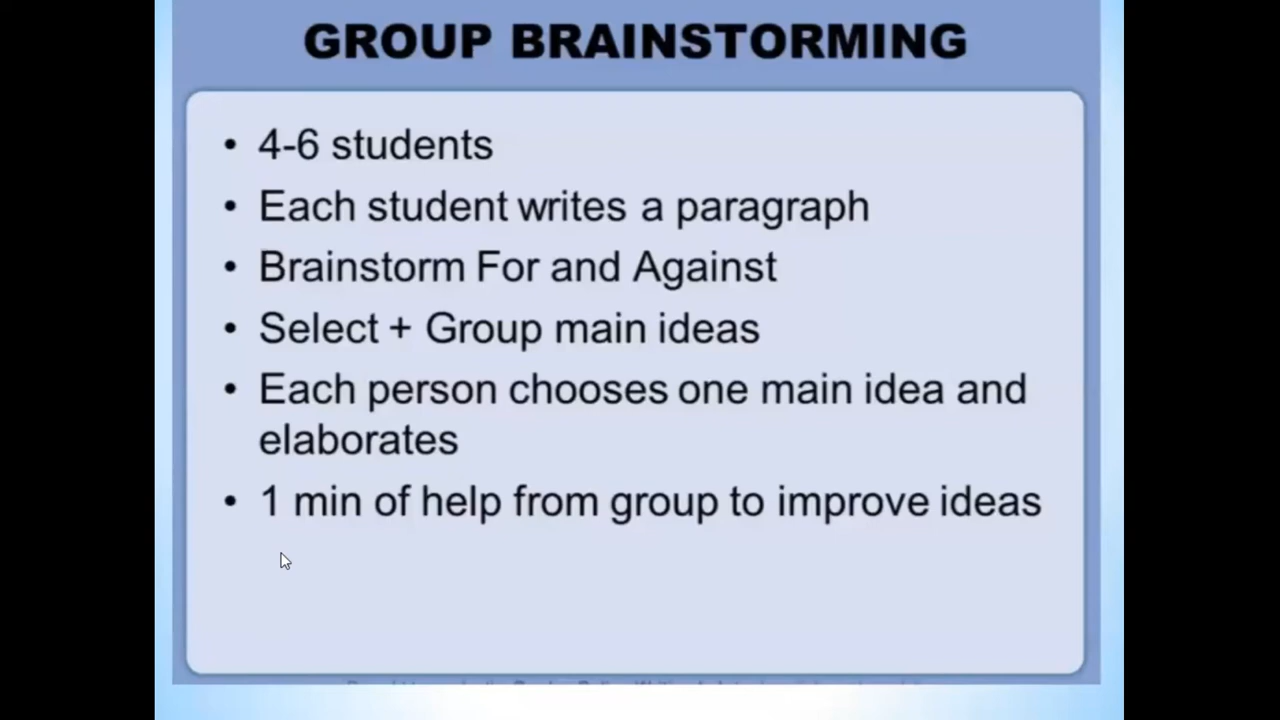 GROUP BRAINSTORMING
• 4-6 students
• Each student writes a paragraph
• Brainstorm For and Against
• Select + Group main ideas
• Each person chooses one main idea and
elaborates
• 1 min of help from group to improve ideas